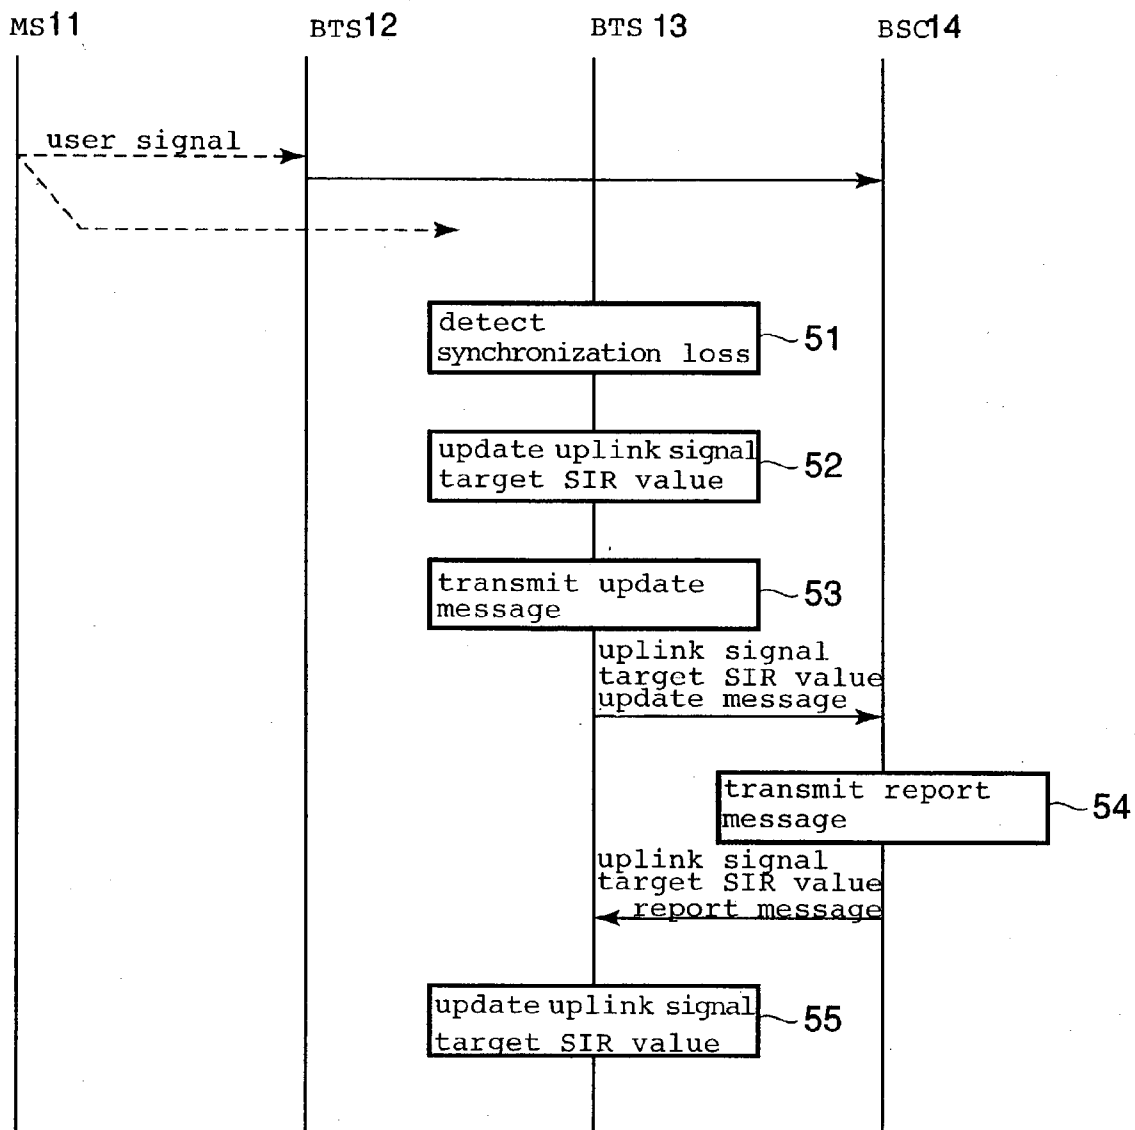 MS11
BTS12
BTS 13
BSC14
user signal
detect
synchronization loss
51
update uplink signal
target SIR value
52
transmit update
message
53
uplink signal
target SIR value
update message
transmit report
message
54
uplink signal
target SIR value
report message
update uplink signal
target SIR value
55